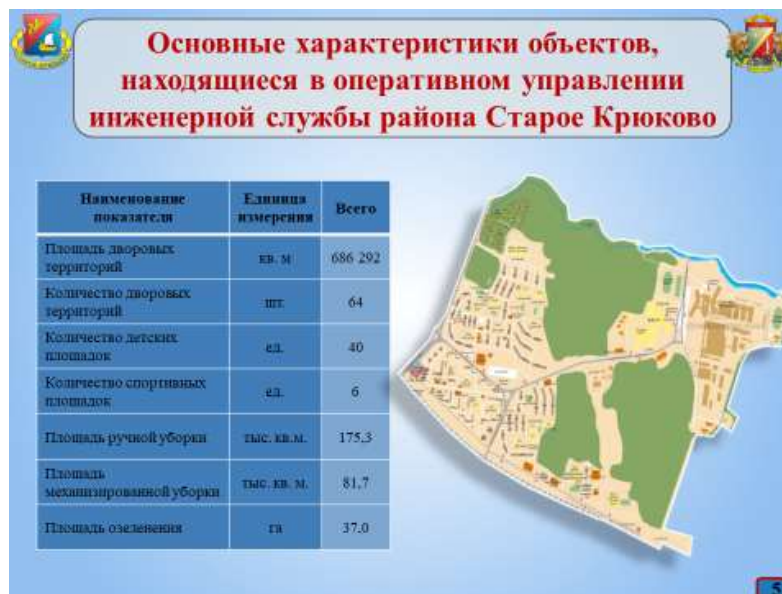 Основные характеристики объектов,
находящиеся в оперативном управлении
инженерной службы района Старое Крюково
Наименование
показателя
Единица
измерения
Всего
Площадь дворовых
территорий
кв. м
686 292
Количество дворовых
территорий
шт.
64
Количество детских
площадок
ед.
40
Количество спортивных
площадок
ед.
6
Площадь ручной уборки
тыс. кв.м.
175,3
Площадь
механизированной уборки
тыс. кв. м.
81,7
Площадь озеленения
га
37,0
5